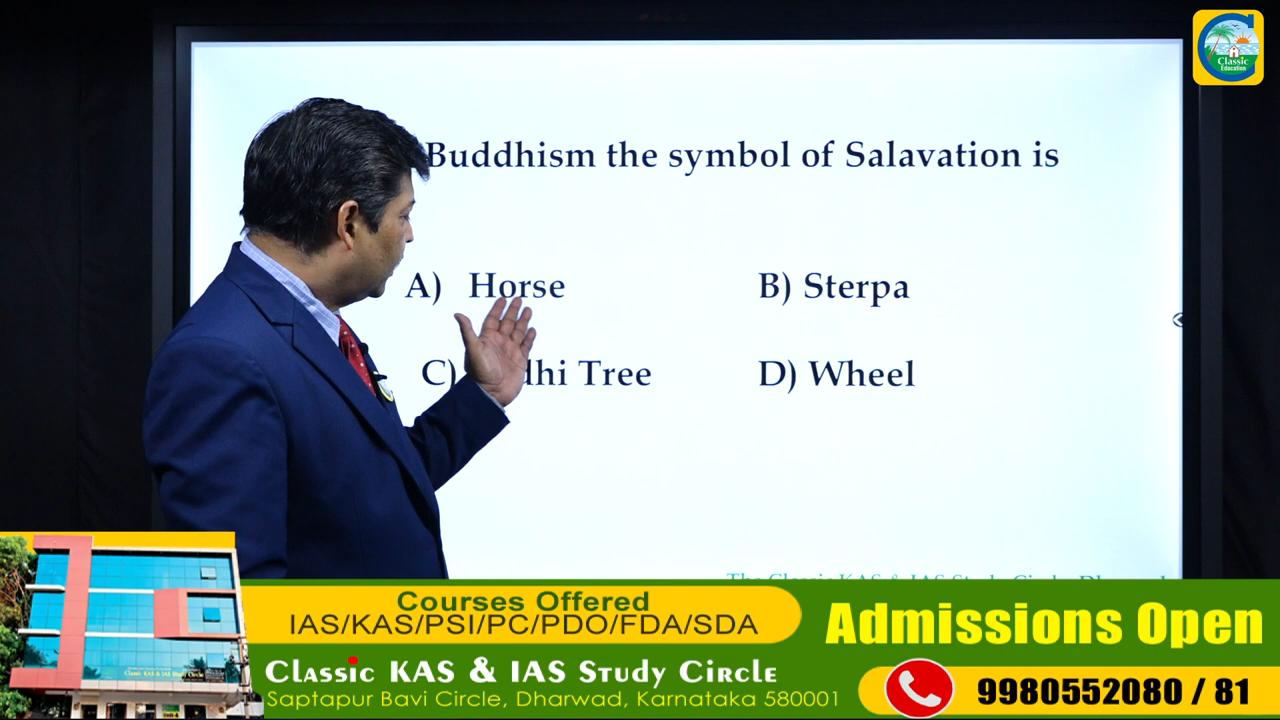 Classic
Education
Buddhism the symbol of Salavation is
A) Horse
B) Sterpa
C) dhi Tree
D) Wheel
Courses Offered
IAS/KAS/PSI/PC/PDO/FDA/SDA
Classic KAS & IAS Study Circle
Saptapur Bavi Circle, Dharwad, Karnataka 580001
Admissions Open
9980552080 / 81